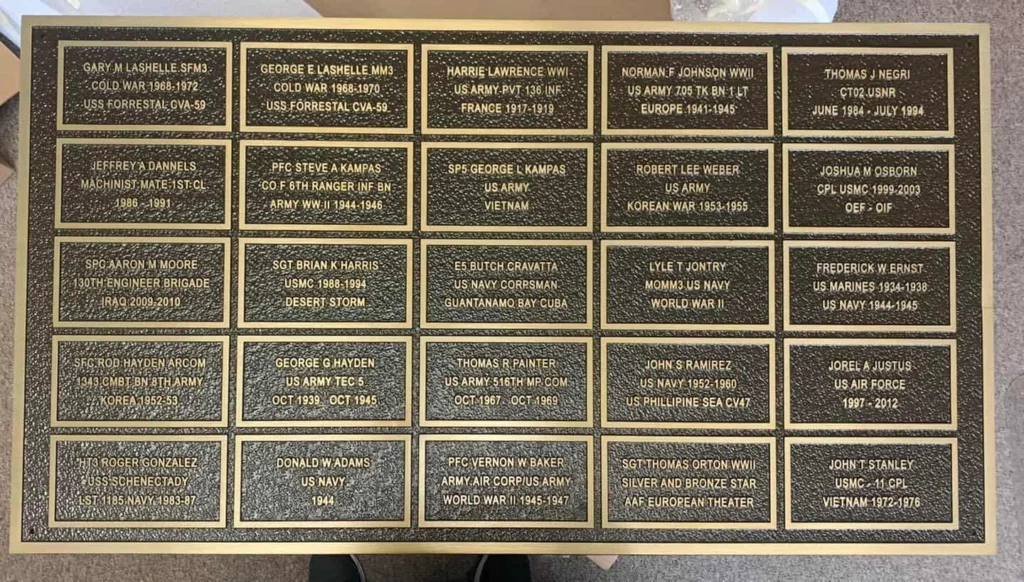 GARY M LASHELLE SFM3
COLD WAR 1968-1972
USS FORRESTAL CVA-59
GEORGE E LASHELLE MM3
COLD WAR 1968-1970
USS FORRESTAL CVA-59
HARRIE LAWRENCE WWI
US ARMY PVT 136 INF
FRANCE 1917-1919
NORMAN F JOHNSON WWII
US ARMY 705 TK BN 1 LT
EUROPE 1941-1945
THOMAS J NEGRI
CT02 USNR
JUNE 1984 - JULY 1994
JEFFREY A DANNELS
MACHINIST MATE 1ST CL
1986 - 1991
PFC STEVE A KAMPAS
CO F 6TH RANGER INF BN
ARMY WW II 1944-1946
SP5 GEORGE L KAMPAS
US ARMY
VIETNAM
ROBERT LEE WEBER
US ARMY
KOREAN WAR 1953-1955
JOSHUA M OSBORN
CPL USMC 1999-2003
OEF - OIF
SPC AARON M MOORE
130TH ENGINEER BRIGADE
IRAQ 2009-2010
SGT BRIAN K HARRIS
USMC 1988-1994
DESERT STORM
E5 BUTCH CRAVATTA
US NAVY CORPSMAN
GUANTANAMO BAY CUBA
LYLE T JONTRY
MOMM3 US NAVY
WORLD WAR II
FREDERICK W ERNST
US MARINES 1934-1938
US NAVY 1944-1945
SFC ROD HAYDEN ARCOM
1343 CMBT BN 8TH ARMY
KOREA 1952-53
GEORGE G HAYDEN
US ARMY TEC 5
OCT 1939 OCT 1945
THOMAS R PAINTER
US ARMY 516TH MP COM
OCT 1967 OCT 1969
JOHN S RAMIREZ
US NAVY 1952-1960
US PHILLIPINE SEA CV47
JOREL A JUSTUS
US AIR FORCE
1997 - 2012
HT3 ROGER GONZALEZ
USS SCHENECTADY
LST 1185 NAVY 1983-87
DONALD W ADAMS
US NAVY
1944
PFC VERNON W BAKER
ARMY AIR CORP/US ARMY
WORLD WAR II 1945-1947
SGT THOMAS ORTON WWII
SILVER AND BRONZE STAR
AAF EUROPEAN THEATER
JOHN T STANLEY
USMC - 11 CPL
VIETNAM 1972-1976